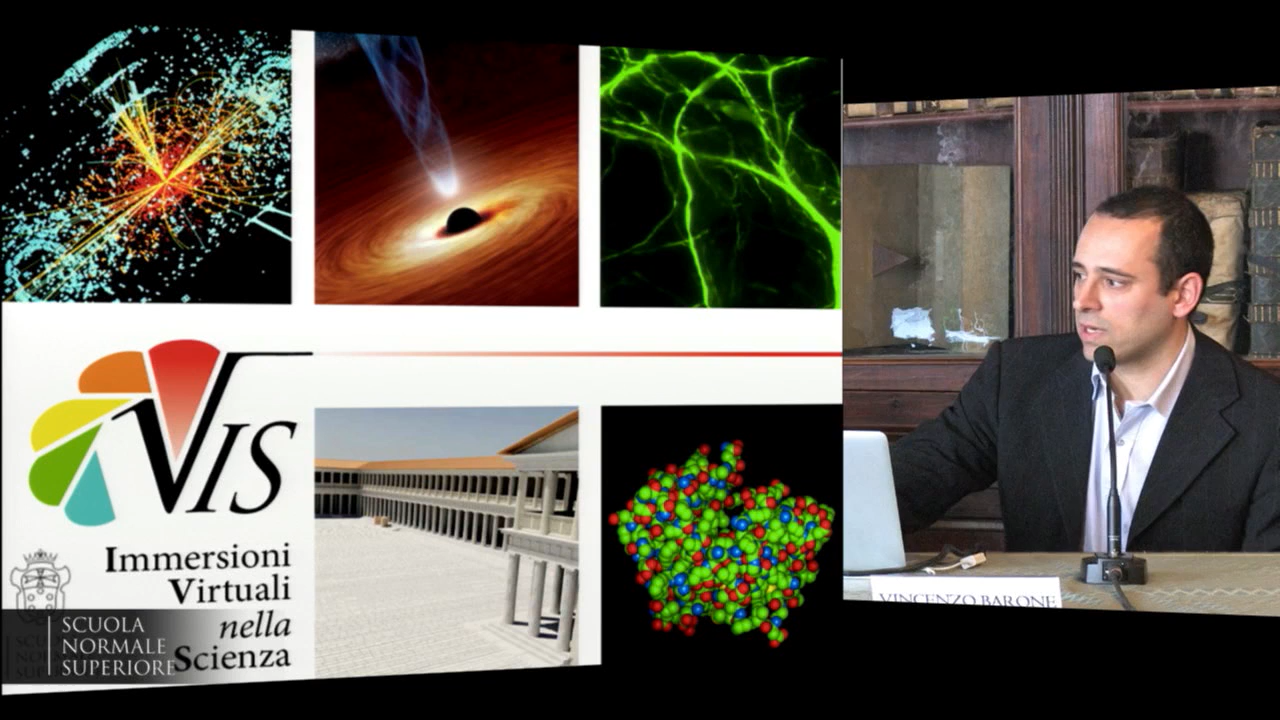 VIS
Immersioni
Virtuali
nella
Scienza
SCUOLA
NORMALE
SUPERIORE
VINCENZO BARONE